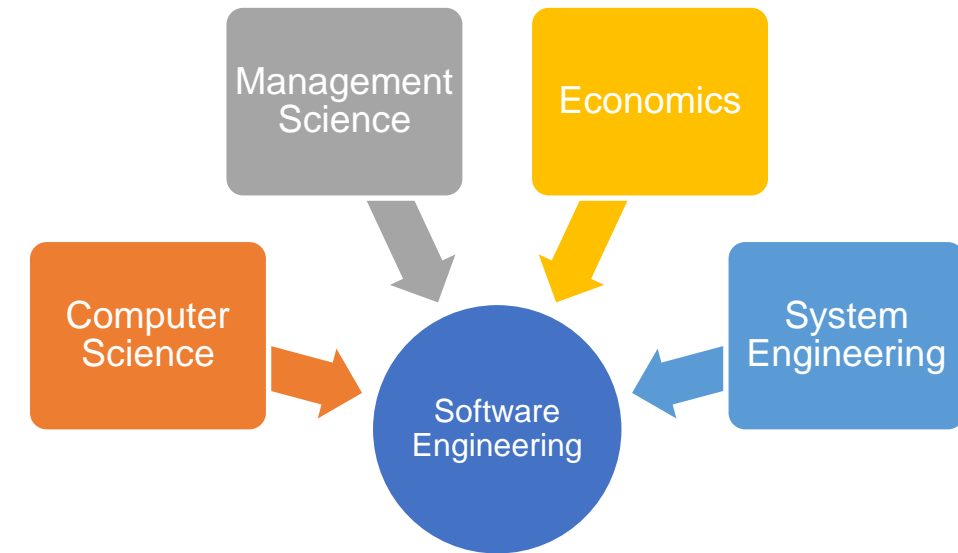 Management
Science
Economics
Computer
Science
System
Engineering
Software
Engineering